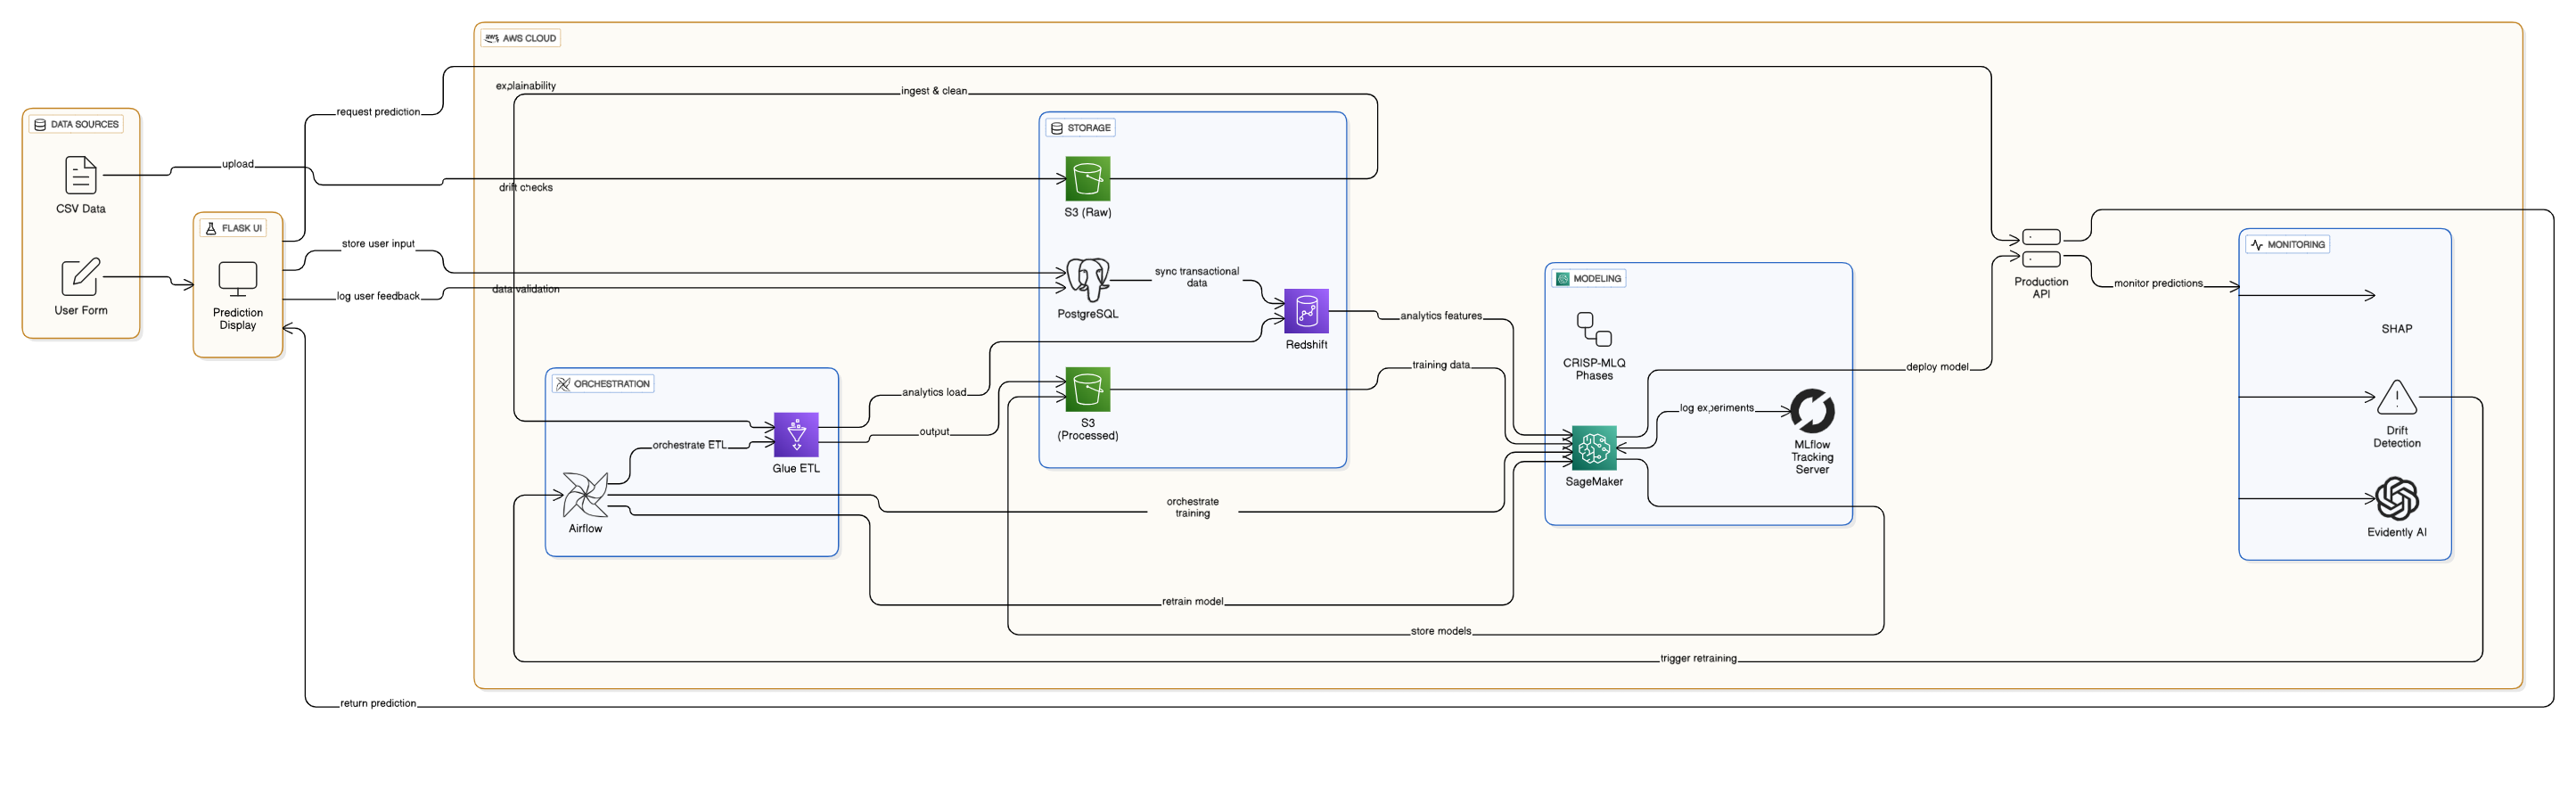 AWS CLOUD
explainability
ingest & clean
request prediction
DATA SOURCES
STORAGE
upload
drift checks
CSV Data
S3 (Raw)
FLASK UI
store user input
MONITORING
sync transactional
data
MODELING
Production
API
monitor predictions
data validation
log user feedback
User Form
Prediction
Display
PostgreSQL
analytics features
SHAP
Redshift
CRISP-MLQ
Phases
training data
deploy model
ORCHESTRATION
analytics load
log experiments
S3
(Processed)
output
Drift
Detection
orchestrate ETL
MLflow
Tracking
Server
Glue ETL
SageMaker
orchestrate
training
Airflow
Evidently AI
retrain model
store models
trigger retraining
return prediction